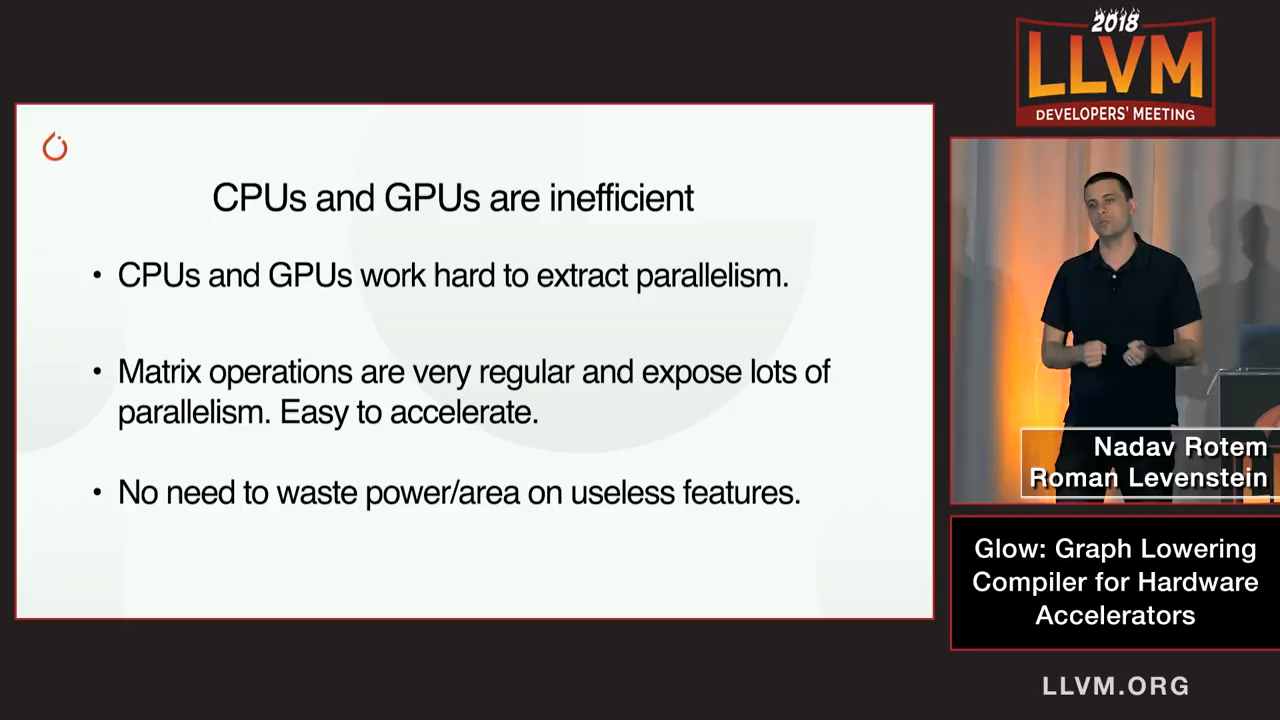 2018
LLVM
DEVELOPERS' MEETING
CPUs and GPUs are inefficient
• CPUs and GPUs work hard to extract parallelism.
• Matrix operations are very regular and expose lots of
parallelism. Easy to accelerate.
• No need to waste power/area on useless features.
Nadav Rotem
Roman Levenstein
Glow: Graph Lowering
Compiler for Hardware
Accelerators
LLVM.ORG